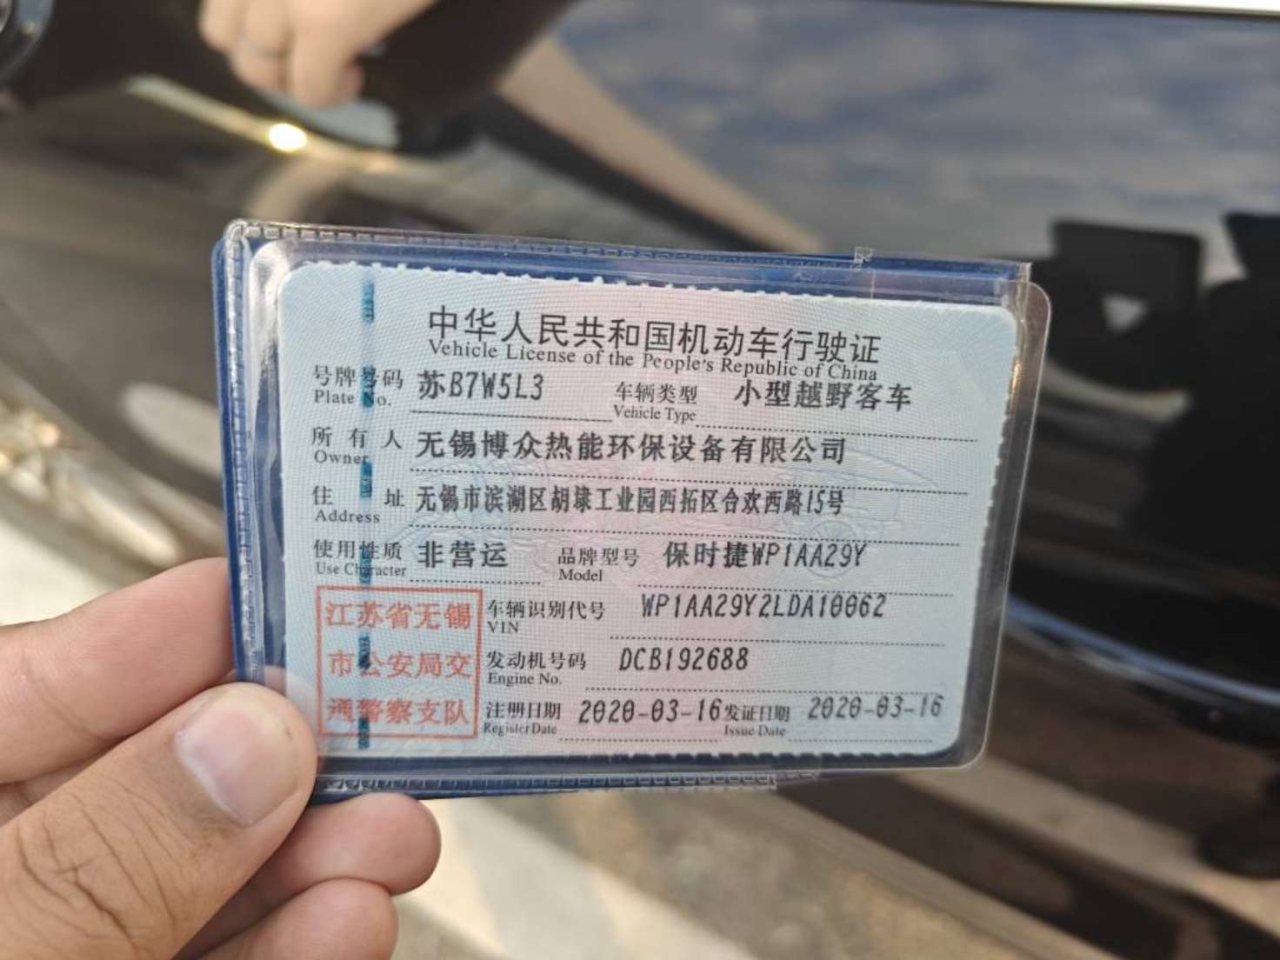 中华人民共和国机动车行驶证
Vehicle License of the People's Republic of China
号牌号码 苏B7W5L3 车辆类型 小型越野客车
Plate No. Vehicle Type
所有人 无锡博众热能环保设备有限公司
Owner
住址 无锡市滨湖区胡埭工业园西拓区合欢西路15号
Address
使用性质 非营运 品牌型号 保时捷WP1AA29Y
Use Character Model
江苏省无锡
市公安局交
通警察支队
车辆识别代号 WP1AA29Y2LDA10062
VIN
发动机号码 DCB192688
Engine No.
注册日期 2020-03-16 发证日期 2020-03-16
Register Date Issue Date